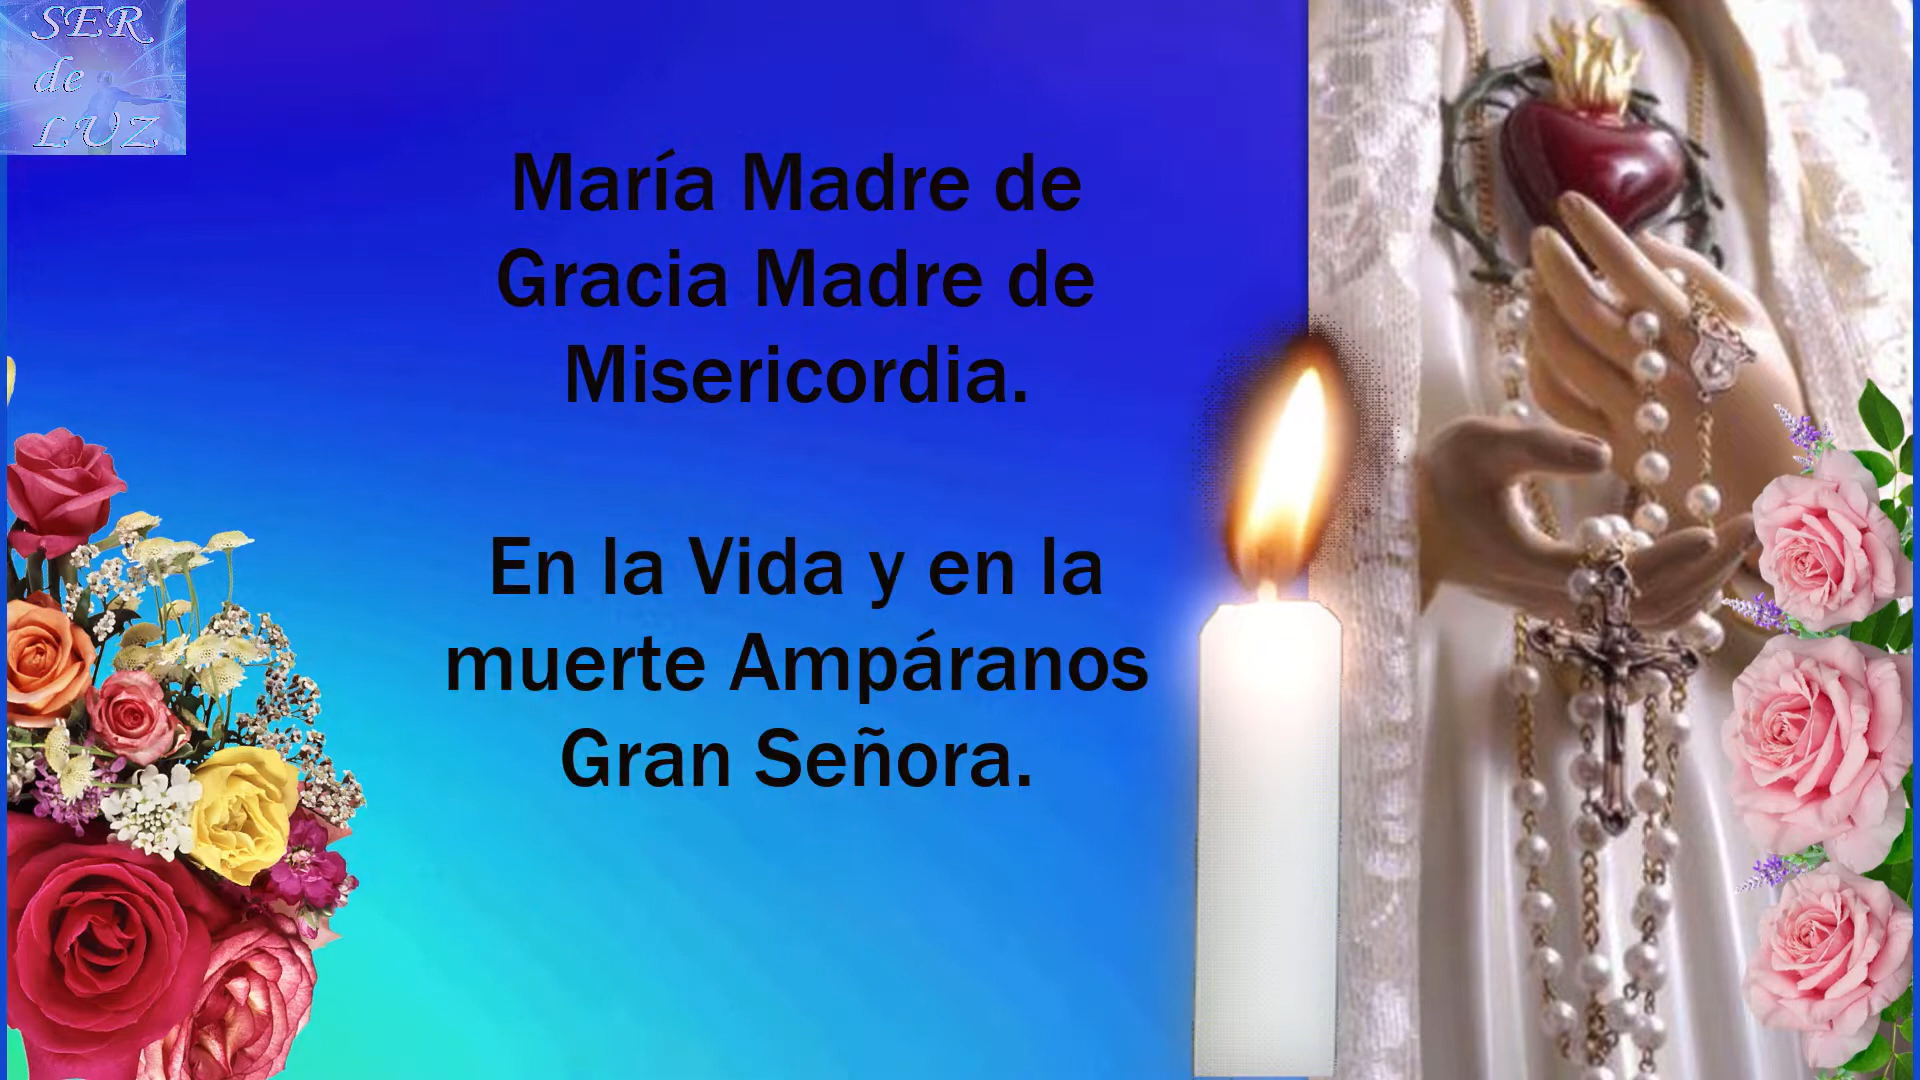 SER
de
LUZ
María Madre de
Gracia Madre de
Misericordia.
En la Vida y en la
muerte Ampáranos
Gran Señora.